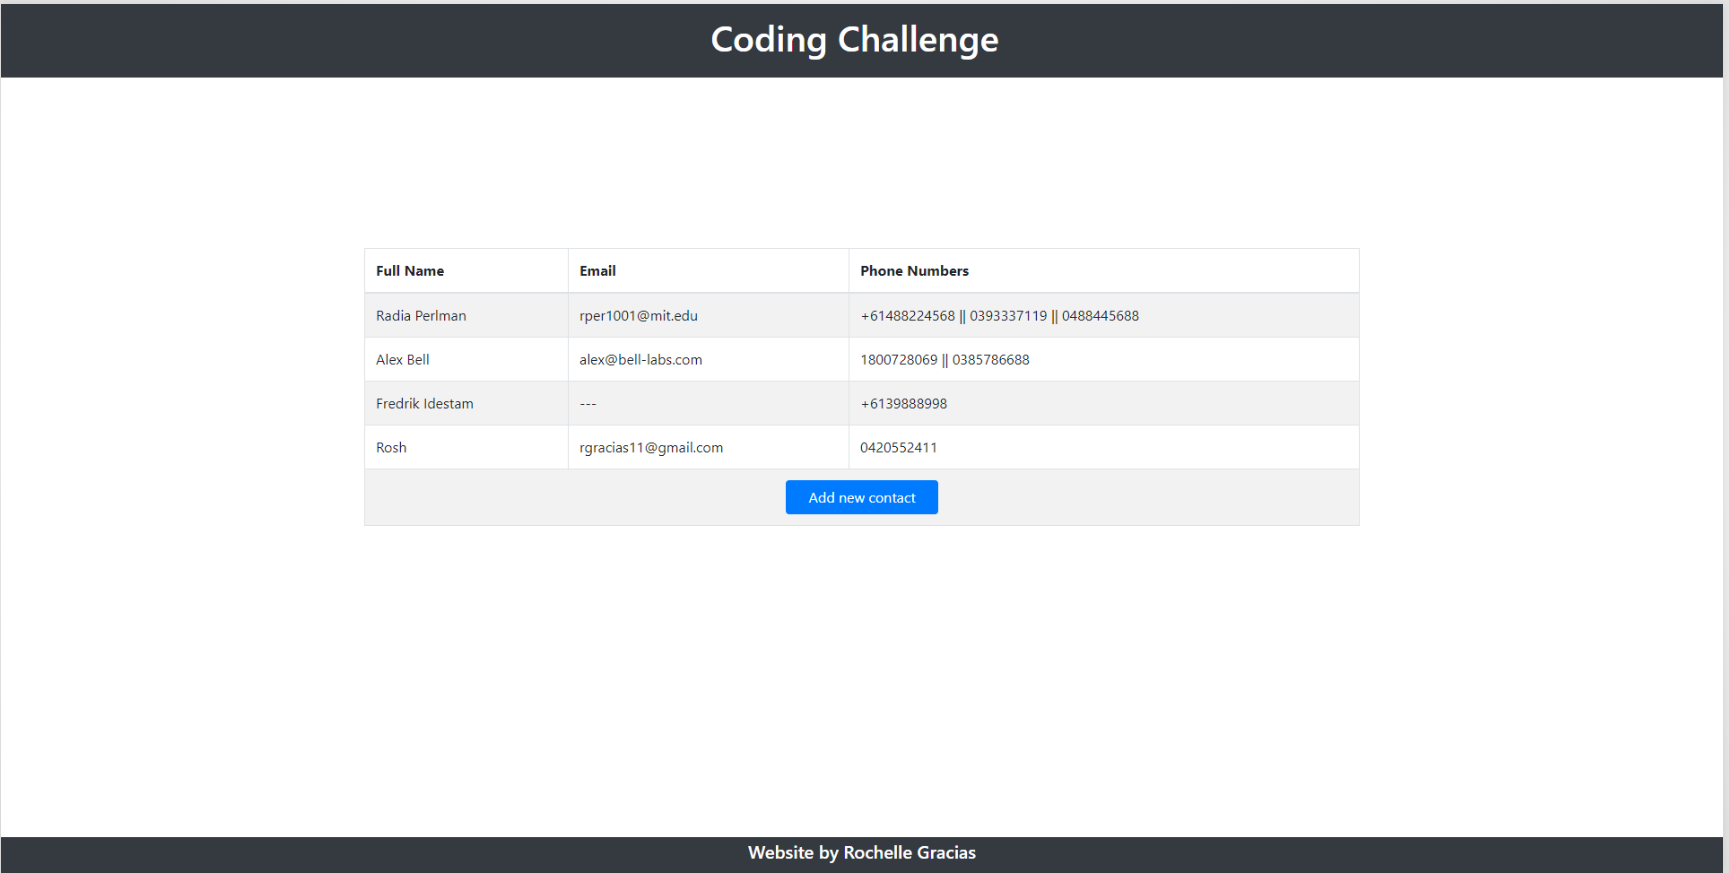 Coding Challenge
Full Name Email Phone Numbers
Radia Perlman rper1001@mit.edu +61488224568 || 0393337119 || 0488445688
Alex Bell alex@bell-labs.com 1800728069 || 0385786688
Fredrik Idestam --- +6139888998
Rosh rgracias11@gmail.com 0420552411
Add new contact
Website by Rochelle Gracias